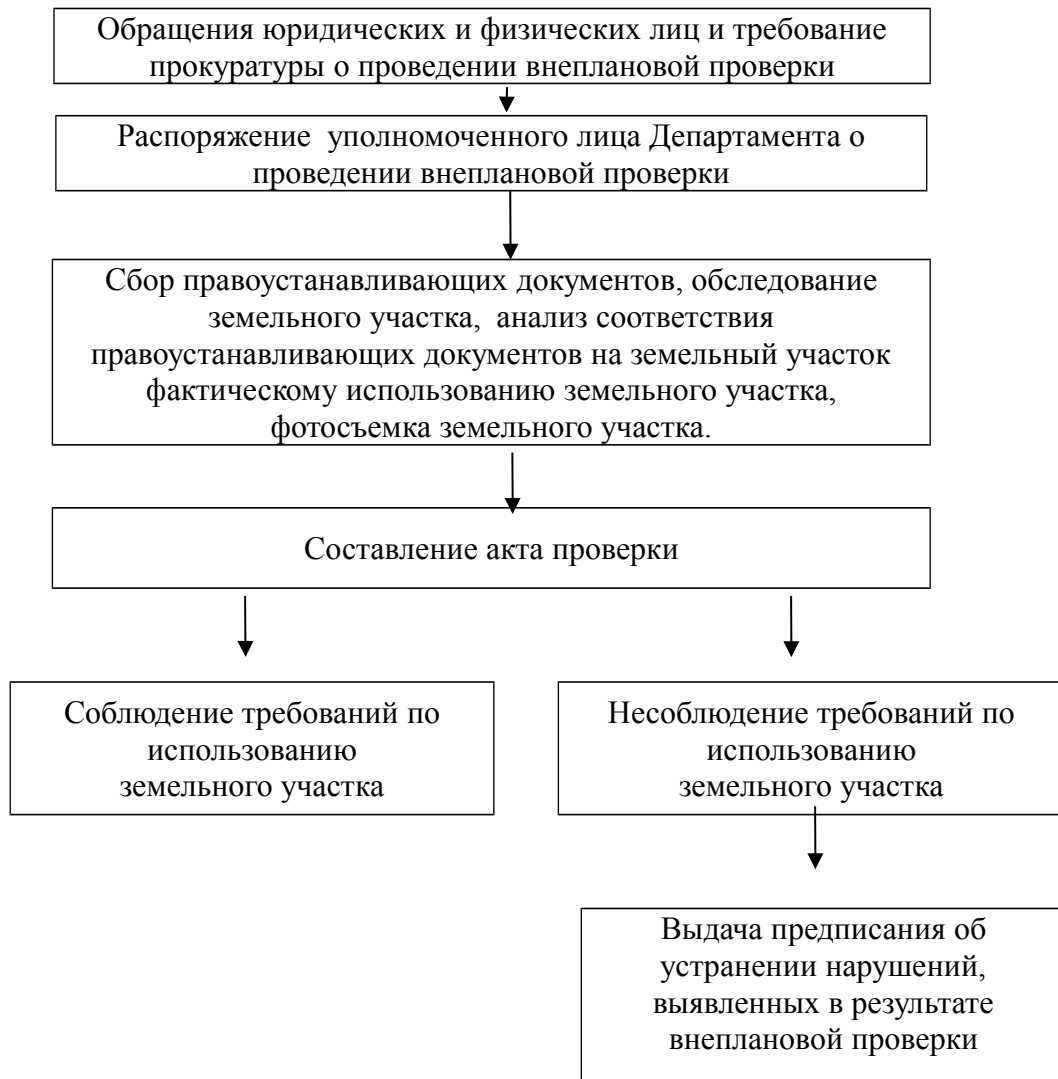 Обращения юридических и физических лиц и требование
прокуратуры о проведении внеплановой проверки
Распоряжение уполномоченного лица Департамента о
проведении внеплановой проверки
Сбор правоустанавливающих документов, обследование
земельного участка, анализ соответствия
правоустанавливающих документов на земельный участок
фактическому использованию земельного участка,
фотосъемка земельного участка.
Составление акта проверки
Соблюдение требований по
использованию
земельного участка
Несоблюдение требований по
использованию
земельного участка
Выдача предписания об
устранении нарушений,
выявленных в результате
внеплановой проверки